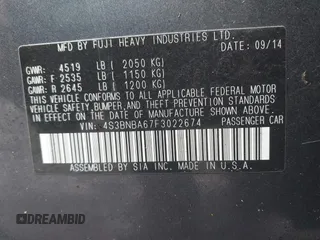 MFD BY FUJI HEAVY INDUSTRIES LTD.
DATE: 09/14
GVWR: 4519 LB ( 2050 KG)
GAWR: F 2535 LB ( 1150 KG)
GAWR: R 2645 LB ( 1200 KG)
THIS VEHICLE CONFORMS TO ALL APPLICABLE FEDERAL MOTOR
VEHICLE SAFETY, BUMPER, AND THEFT PREVENTION STANDARDS
IN EFFECT ON THE DATE OF MANUFACTURE SHOWN ABOVE.
VIN: 4S3BNBA67F3022674
PASSENGER CAR
ASSEMBLED BY SIA INC. MADE IN U.S.A.
BIDINFO